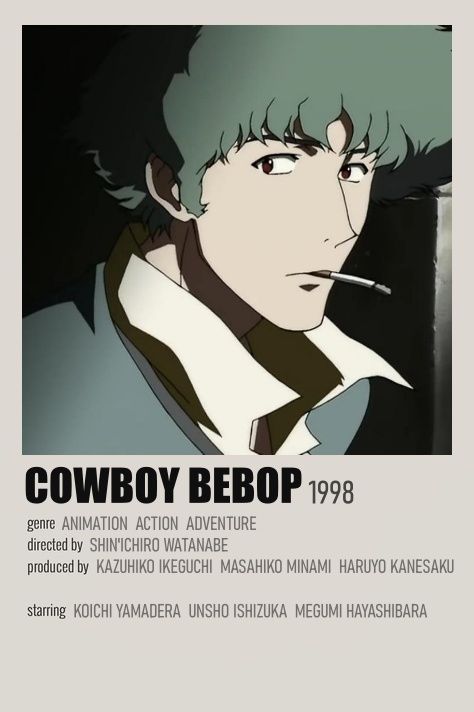 COWBOY BEBOP 1998
genre ANIMATION ACTION ADVENTURE
directed by SHIN'ICHIRO WATANABE
produced by KAZUHIKO IKEGUCHI MASAHIKO MINAMI HARUYO KANESAKU
starring KOICHI YAMADERA UNSHO ISHIZUKA MEGUMI HAYASHIBARA